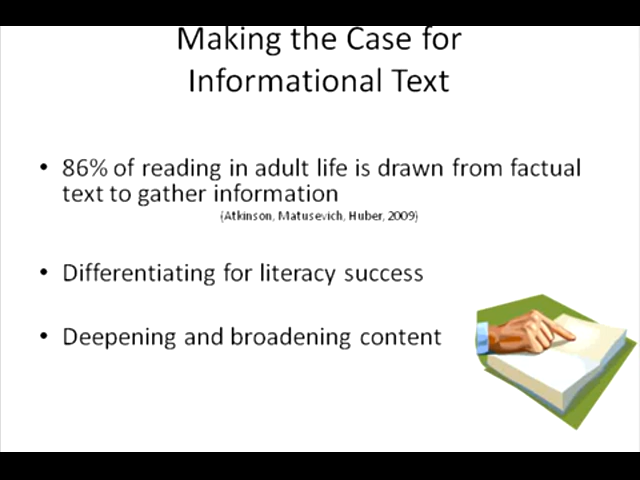 Making the Case for
Informational Text
• 86% of reading in adult life is drawn from factual
text to gather information
(Atkinson, Matusevich, Huber, 2009)
• Differentiating for literacy success
• Deepening and broadening content